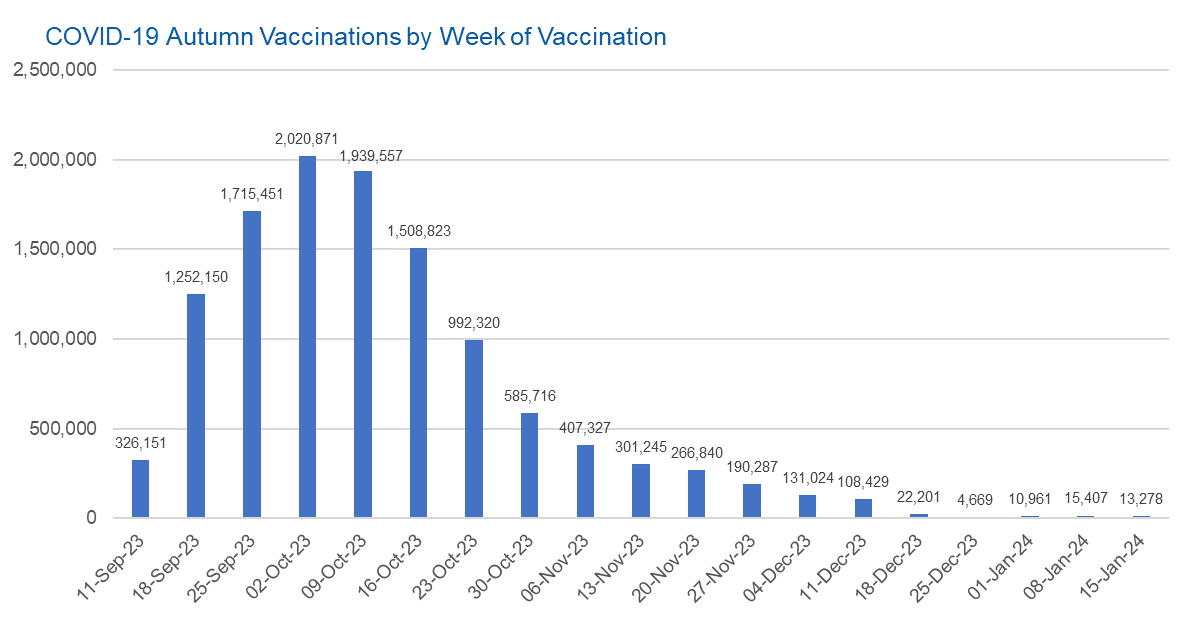 COVID-19 Autumn Vaccinations by Week of Vaccination
2,500,000
2,000,000
1,500,000
1,000,000
500,000
0
326,151
1,252,150
1,715,451
2,020,871
1,939,557
1,508,823
992,320
585,716
407,327
301,245
266,840
190,287
131,024
108,429
22,201
4,669
10,961
15,407
13,278
11-Sep-23
18-Sep-23
25-Sep-23
02-Oct-23
09-Oct-23
16-Oct-23
23-Oct-23
30-Oct-23
06-Nov-23
13-Nov-23
20-Nov-23
27-Nov-23
04-Dec-23
11-Dec-23
18-Dec-23
25-Dec-23
01-Jan-24
08-Jan-24
15-Jan-24